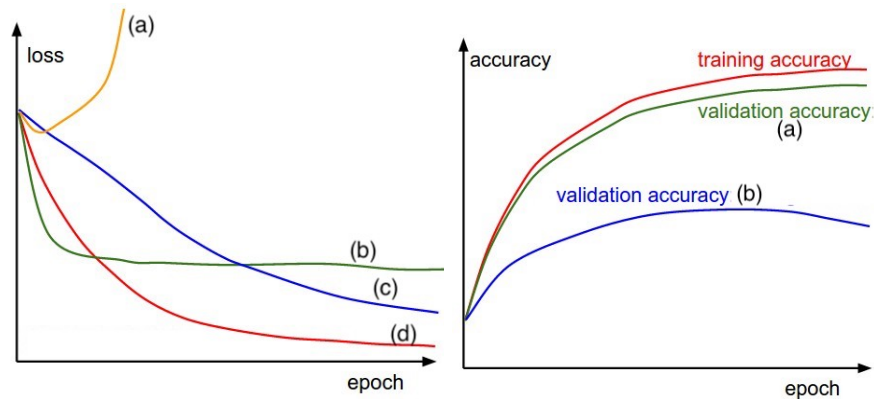 (a)
loss
(b)
(c)
(d)
epoch
accuracy
training accuracy
validation accuracy:
(a)
validation accuracy (b)
epoch